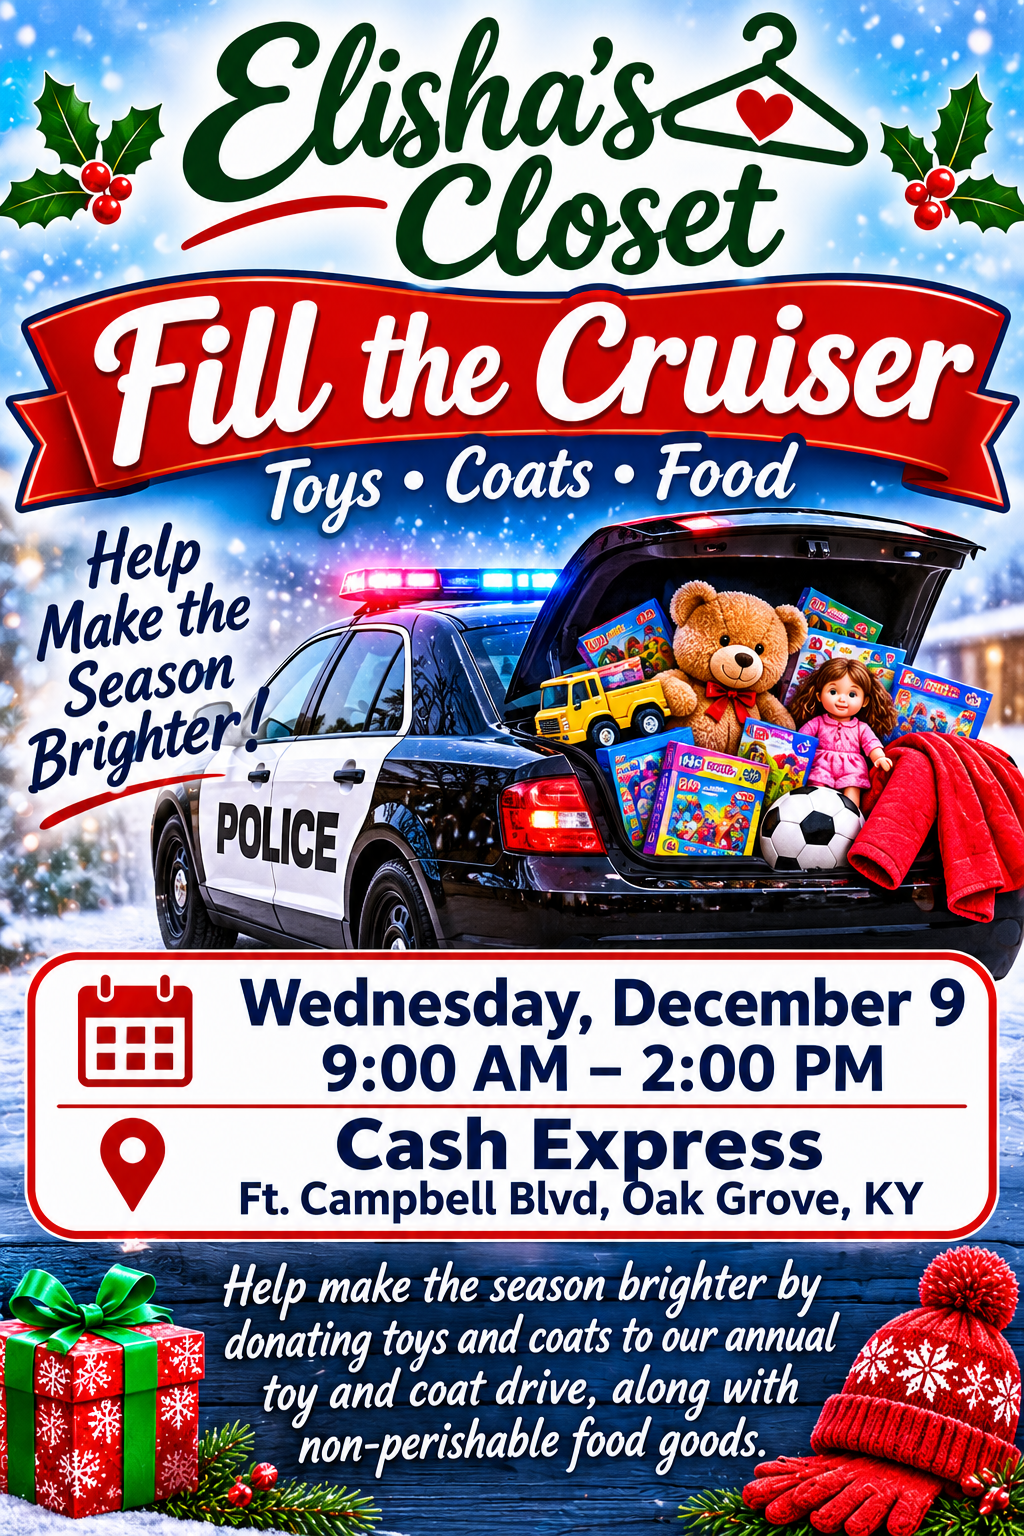 Elisha's
Closet
Fill the Cruiser
Toys • Coats • Food
Help
Make the
Season
Brighter!
POLICE
Wednesday, December 9
9:00 AM – 2:00 PM
Cash Express
Ft. Campbell Blvd, Oak Grove, KY
Help make the season brighter by
donating toys and coats to our annual
toy and coat drive, along with
non-perishable food goods.